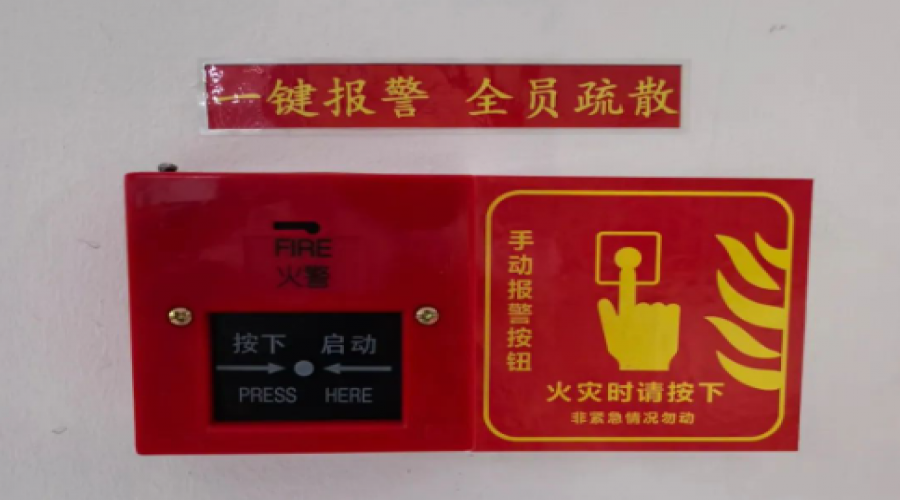 一键报警 全员疏散
FIRE
火警
按下 启动
PRESS HERE
手动报警按钮
火灾时请按下
非紧急情况勿动